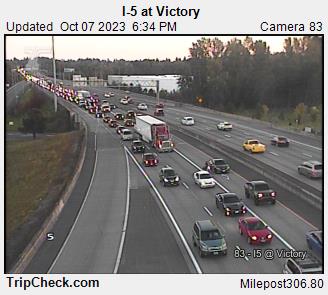 I-5 at Victory
Updated Oct 07 2023 6:34 PM Camera 83
S
83 - I5 @ Victory
TripCheck.com Milepost306.80